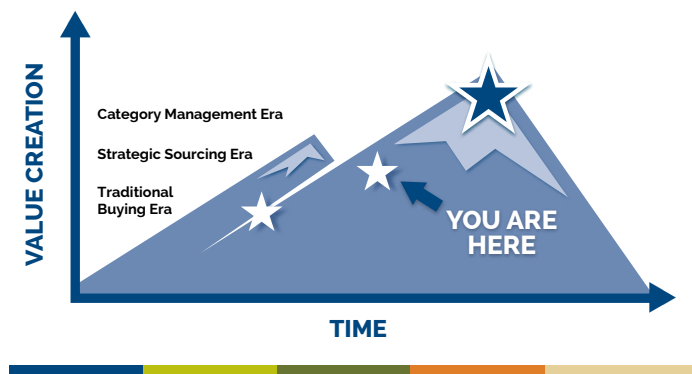 VALUE CREATION
Category Management Era
Strategic Sourcing Era
Traditional
Buying Era
YOU ARE
HERE
TIME